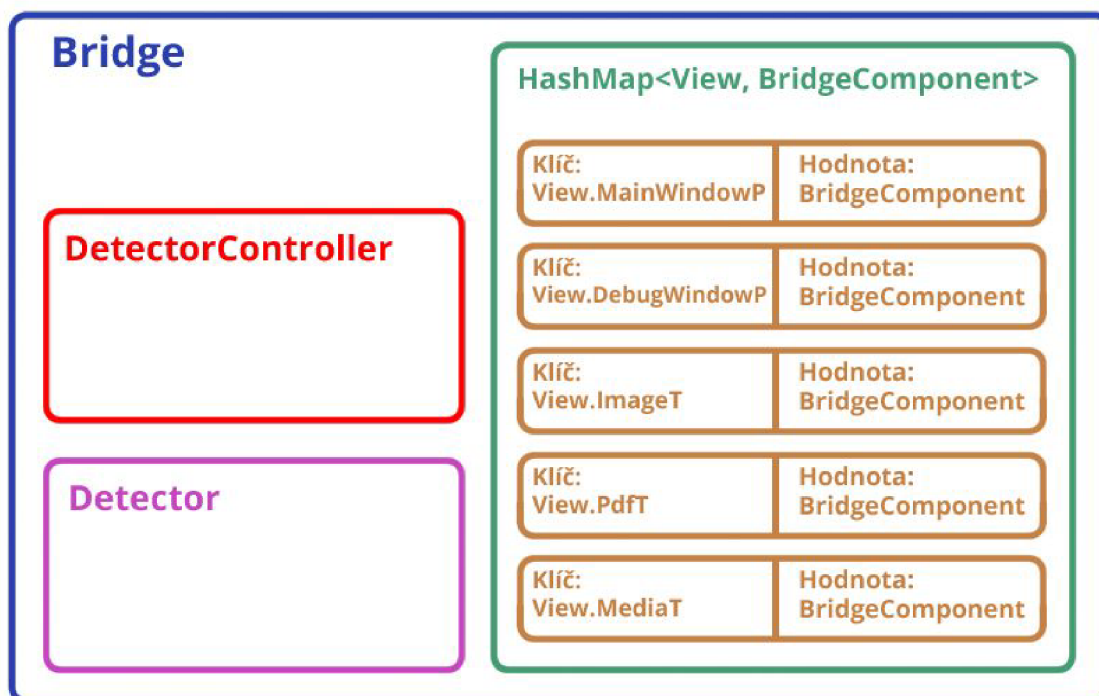 Bridge
DetectorController
Detector
HashMap<View, BridgeComponent>
Klíč:
View.MainWindowP
Hodnota:
BridgeComponent
Klíč:
View.DebugWindowP
Hodnota:
BridgeComponent
Klíč:
View.ImageT
Hodnota:
BridgeComponent
Klíč:
View.PdfT
Hodnota:
BridgeComponent
Klíč:
View.MediaT
Hodnota:
BridgeComponent